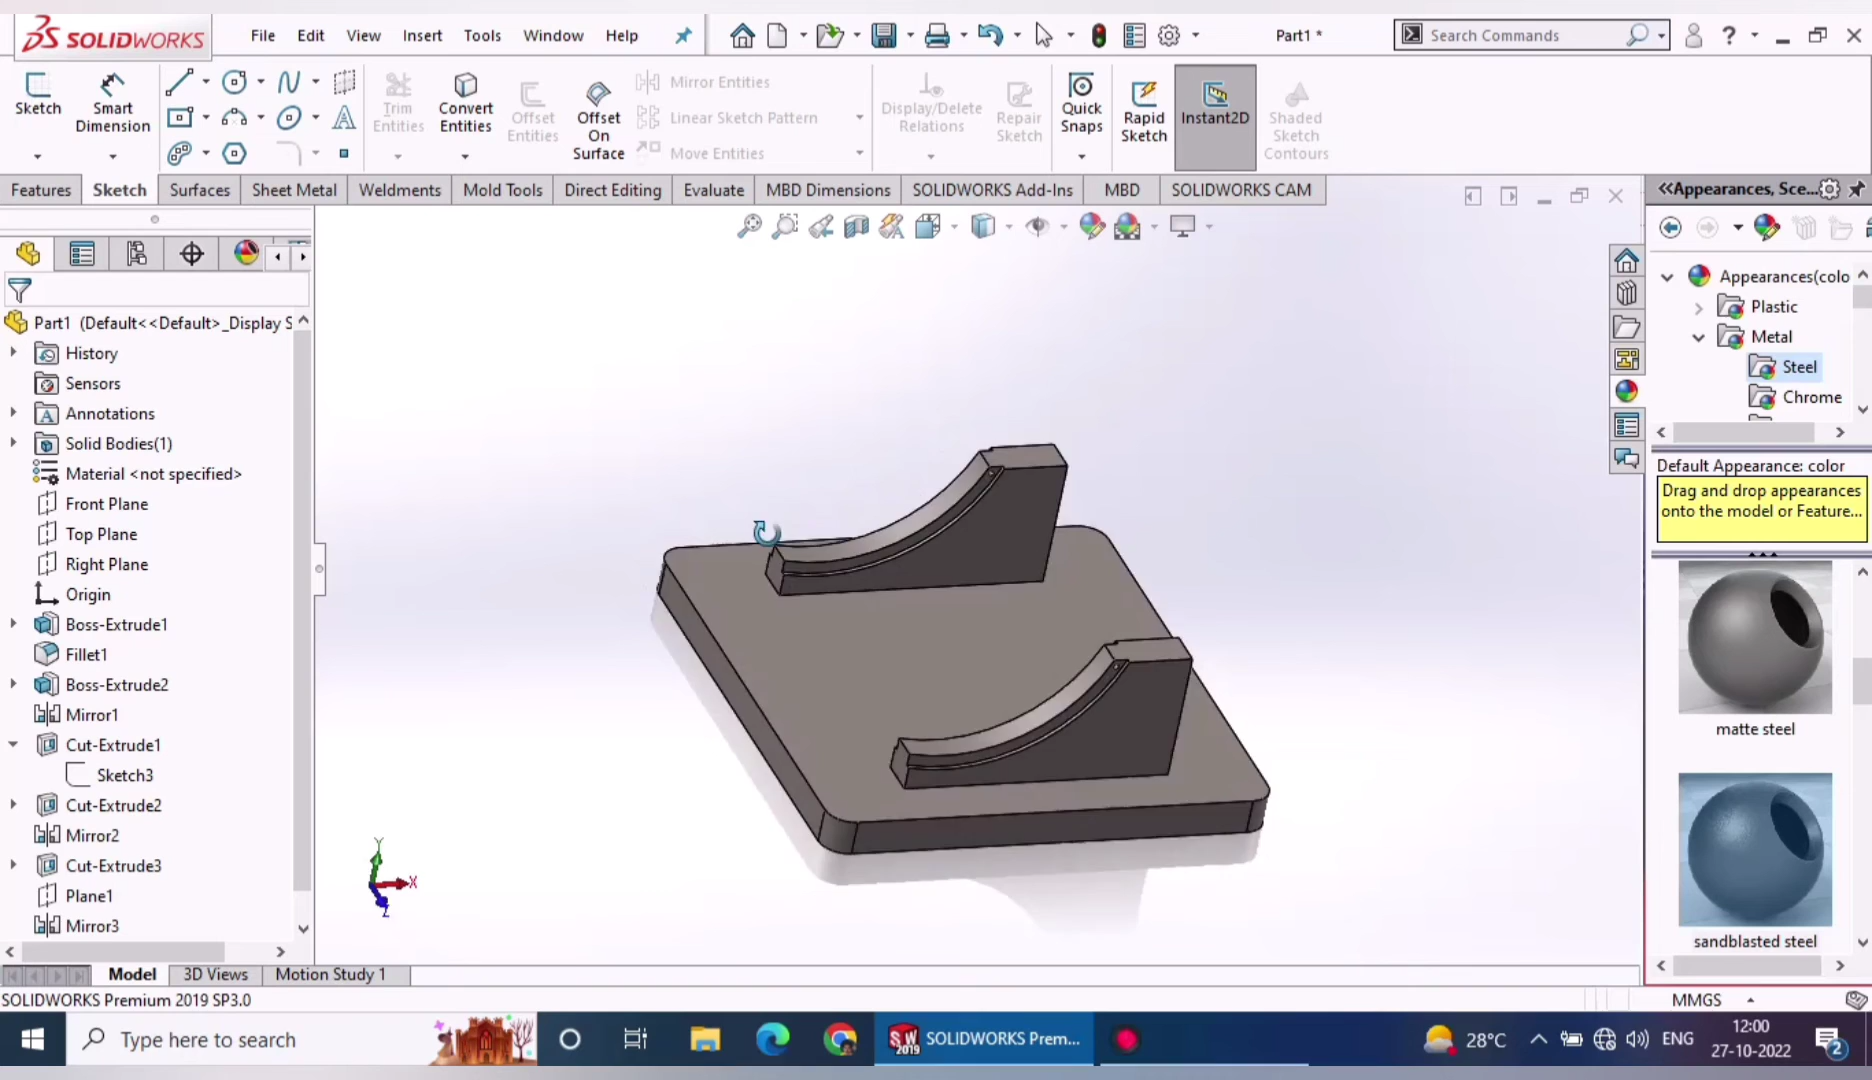 SOLIDWORKS
File Edit View Insert Tools Window Help
Part1 *
Search Commands
Sketch
Smart Dimension
Trim Entities
Convert Entities
Offset Entities
Offset On Surface
Mirror Entities
Linear Sketch Pattern
Move Entities
Display/Delete Relations
Repair Sketch
Quick Snaps
Rapid Sketch
Instant2D
Shaded Sketch Contours
Features Sketch Surfaces Sheet Metal Weldments Mold Tools Direct Editing Evaluate MBD Dimensions SOLIDWORKS Add-Ins MBD SOLIDWORKS CAM
Part1 (Default<<Default>_Display S
History
Sensors
Annotations
Solid Bodies(1)
Material <not specified>
Front Plane
Top Plane
Right Plane
Origin
Boss-Extrude1
Fillet1
Boss-Extrude2
Mirror1
Cut-Extrude1
Sketch3
Cut-Extrude2
Mirror2
Cut-Extrude3
Plane1
Mirror3
Y
X
Z
Appearances, Sce...
Appearances(colo
Plastic
Metal
Steel
Chrome
Default Appearance: color
Drag and drop appearances
onto the model or Feature...
matte steel
sandblasted steel
Model 3D Views Motion Study 1
SOLIDWORKS Premium 2019 SP3.0
MMGS
Type here to search
SW 2019
SOLIDWORKS Prem...
28°C
ENG
12:00
27-10-2022
2